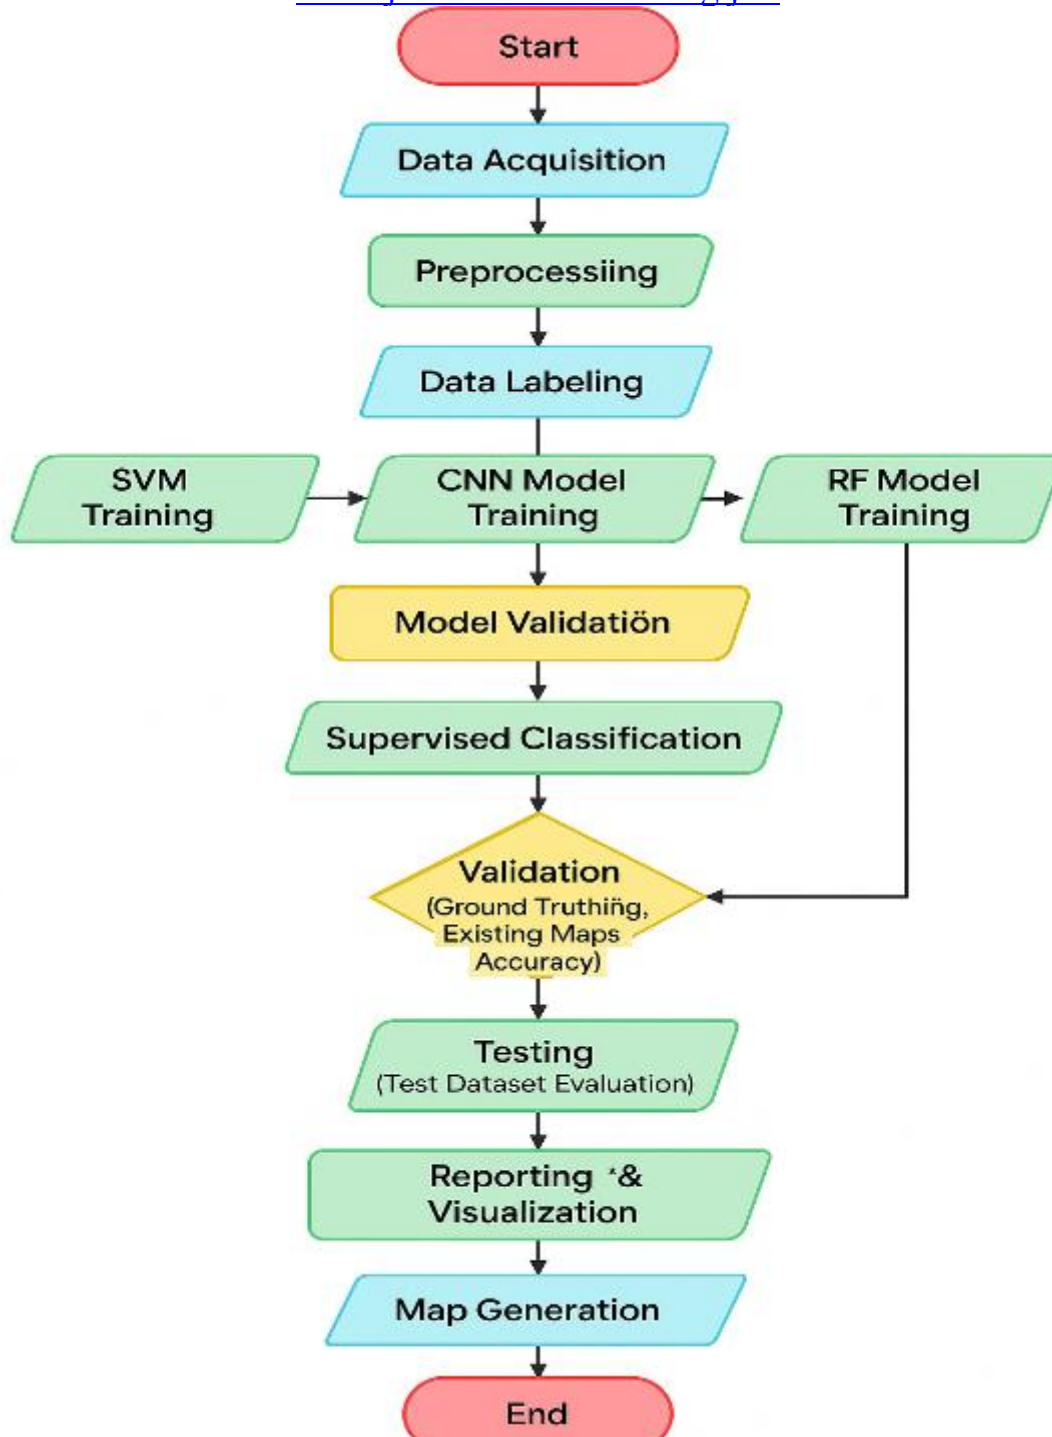 Start
Data Acquisition
Preprocessiing
Data Labeling
SVM
Training
CNN Model
Training
RF Model
Training
Model Validatiön
Supervised Classification
Validation
(Ground Truthin̈g,
Existing Maps
Accuracy)
Testing
(Test Dataset Evaluation)
Reporting *&
Visualization
Map Generation
End